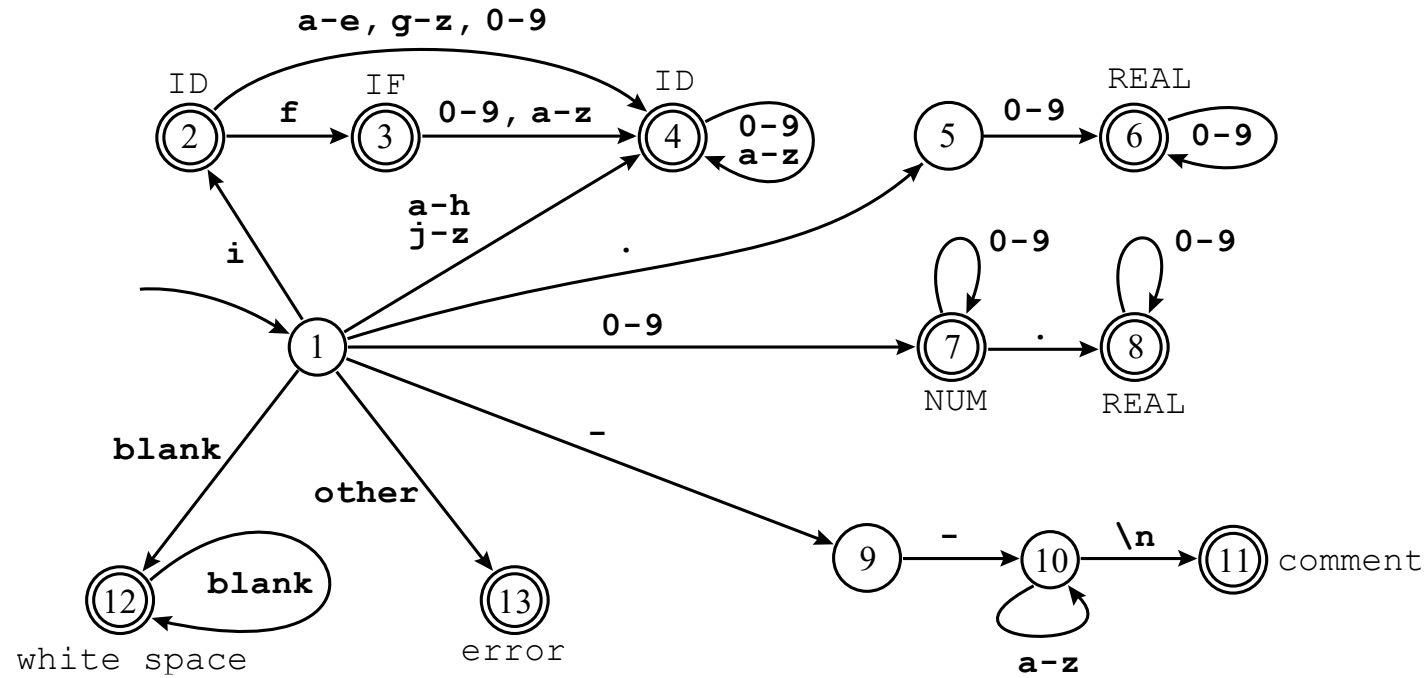 a-e, g-z, 0-9
ID
IF
ID
REAL
2
f
3
0-9, a-z
4
0-9
a-z
5
0-9
6
0-9
a-h
j-z
i
.
0-9
0-9
1
0-9
7
.
8
NUM
REAL
blank
-
other
9
-
10
\n
11
comment
12
blank
13
white space
error
a-z